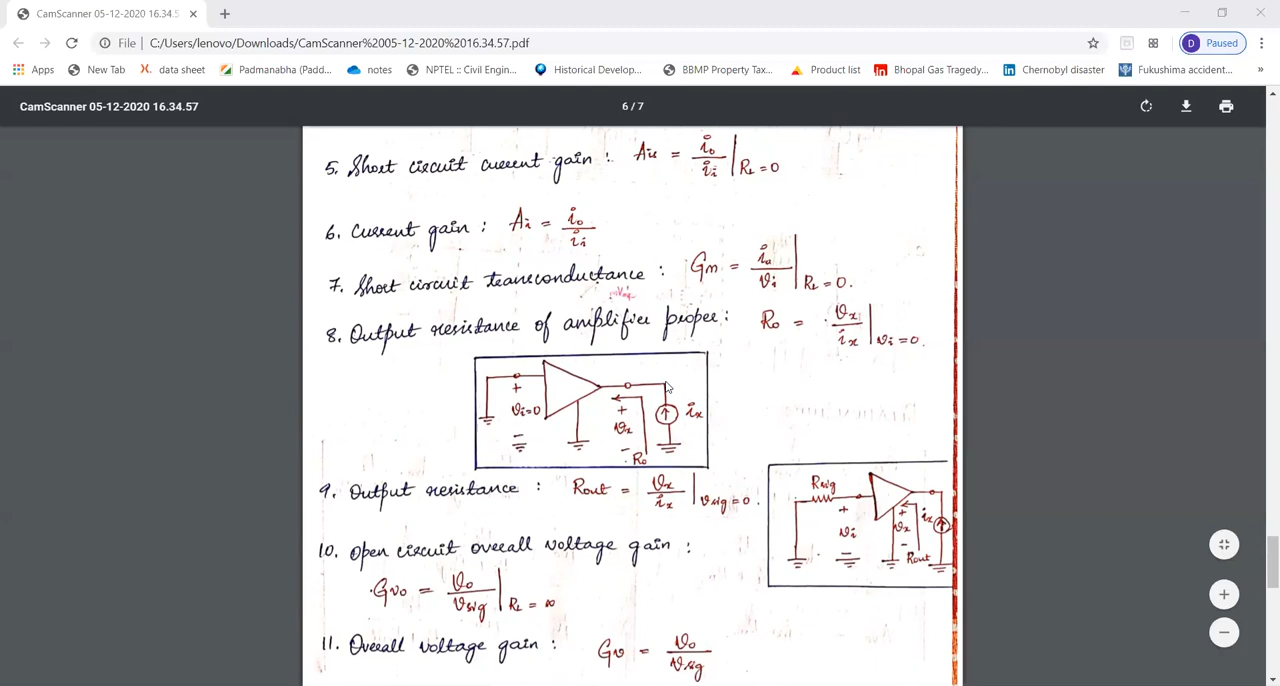 CamScanner 05-12-2020 16.34.5
File C:/Users/lenovo/Downloads/CamScanner%2005-12-2020%2016.34.57.pdf
D Paused
Apps New Tab data sheet Padmanabha (Padd... notes NPTEL :: Civil Engin... Historical Develop... BBMP Property Tax... Product list Bhopal Gas Tragedy... Chernobyl disaster Fukushima accident... »
CamScanner 05-12-2020 16.34.57 6 / 7
5. Short circuit current gain : Ais = io/ii | RL = 0
6. Current gain : Ai = io/ii
7. Short circuit transconductance : Gm = io/vi | RL = 0.
8. Output resistance of amplifier proper : Ro = vx/ix | vi = 0.
+ vi=0 - + vx - Ro ix
9. Output resistance : Rout = vx/ix | vsig = 0.
Rsig + vi - + vx - ix Rout
10. Open circuit overall voltage gain :
Gvo = vo/vsig | RL = ∞
11. Overall voltage gain : Gv = vo/vsig